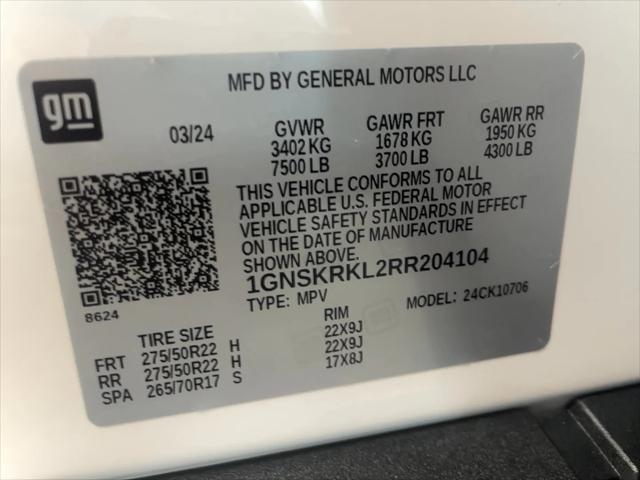 gm
MFD BY GENERAL MOTORS LLC
03/24 GVWR GAWR FRT GAWR RR
3402 KG 1678 KG 1950 KG
7500 LB 3700 LB 4300 LB
THIS VEHICLE CONFORMS TO ALL
APPLICABLE U.S. FEDERAL MOTOR
VEHICLE SAFETY STANDARDS IN EFFECT
ON THE DATE OF MANUFACTURE
SHOWN ABOVE.
1GNSKRKL2RR204104
8624 TYPE: MPV MODEL: 24CK10706
TIRE SIZE RIM
FRT 275/50R22 H 22X9J
RR 275/50R22 H 22X9J
SPA 265/70R17 S 17X8J